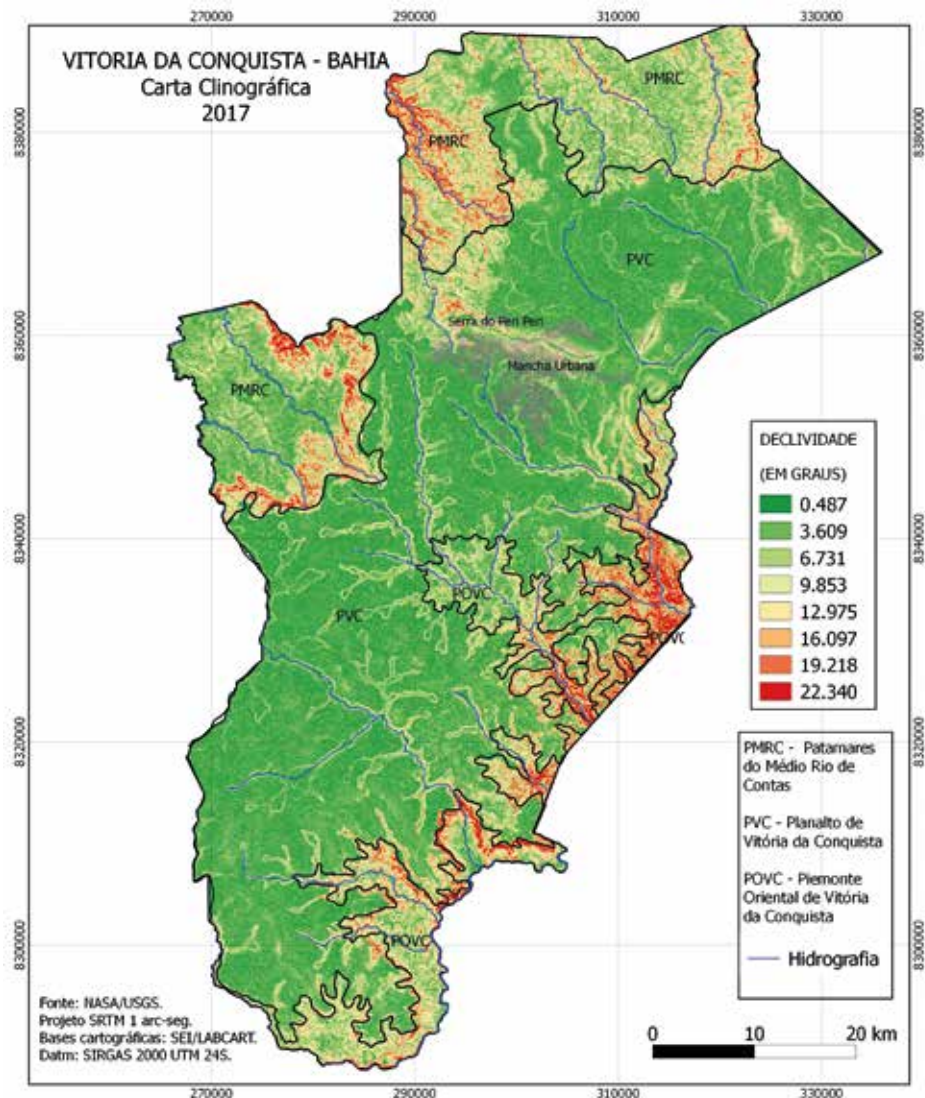 270000 290000 310000 330000
VITORIA DA CONQUISTA - BAHIA
Carta Clinográfica
2017
PMRC
8380000 8380000
PMRC
PVC
Serra do Peri Peri
8360000 8360000
Mancha Urbana
PMRC
DECLIVIDADE
(EM GRAUS)
0.487
3.609
6.731
9.853
12.975
16.097
19.218
22.340
8340000 8340000
POVC
PVC
POVC
8320000 8320000
PMRC - Patamares
do Médio Rio de
Contas
PVC - Planalto de
Vitória da Conquista
POVC - Piemonte
Oriental de Vitória
da Conquista
Hidrografia
8300000 8300000
POVC
Fonte: NASA/USGS.
Projeto SRTM 1 arc-seg.
Bases cartográficas: SEI/LABCART.
Datm: SIRGAS 2000 UTM 24S.
0 10 20 km
270000 290000 310000 330000